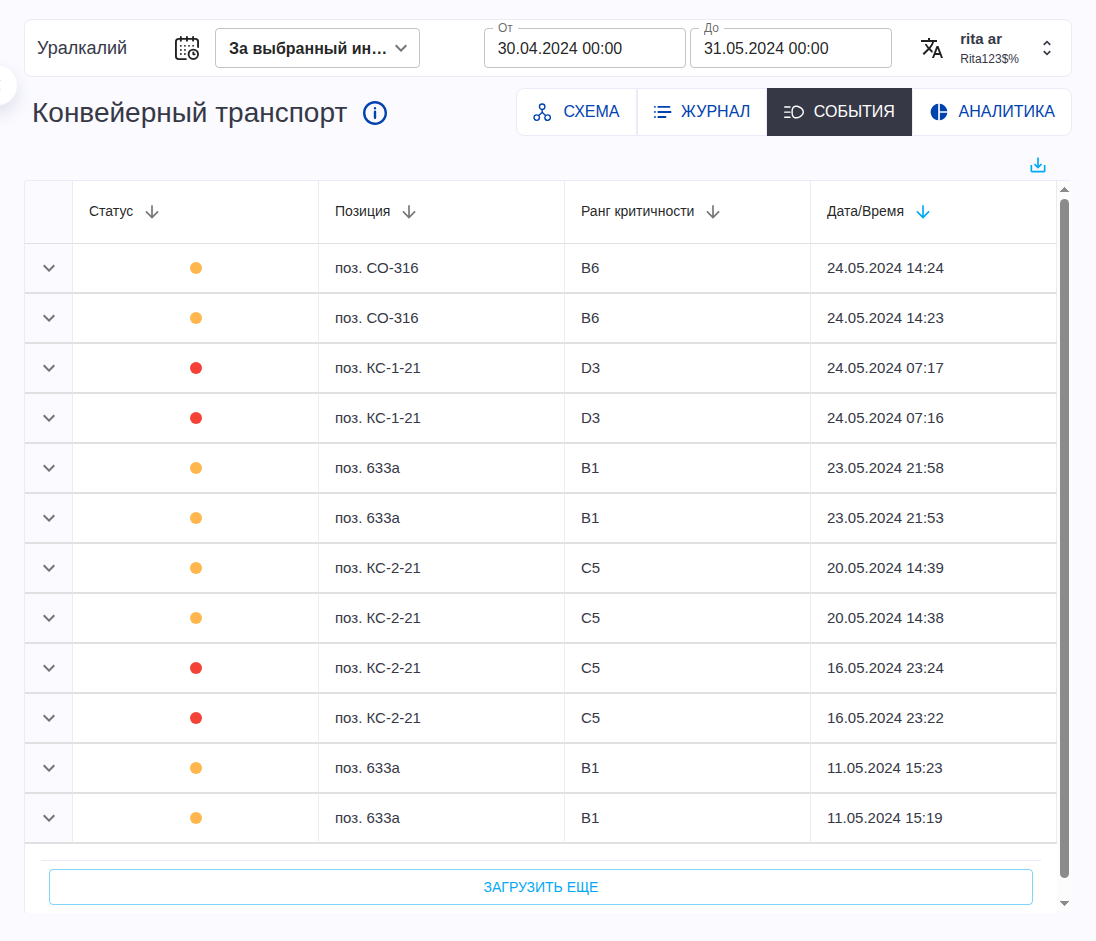 Уралкалий
За выбранный ин…
От
30.04.2024 00:00
До
31.05.2024 00:00
rita ar
Rita123$%
Конвейерный транспорт
СХЕМА
ЖУРНАЛ
СОБЫТИЯ
АНАЛИТИКА
Статус Позиция Ранг критичности Дата/Время
поз. СО-316 B6 24.05.2024 14:24
поз. СО-316 B6 24.05.2024 14:23
поз. КС-1-21 D3 24.05.2024 07:17
поз. КС-1-21 D3 24.05.2024 07:16
поз. 633а B1 23.05.2024 21:58
поз. 633а B1 23.05.2024 21:53
поз. КС-2-21 C5 20.05.2024 14:39
поз. КС-2-21 C5 20.05.2024 14:38
поз. КС-2-21 C5 16.05.2024 23:24
поз. КС-2-21 C5 16.05.2024 23:22
поз. 633а B1 11.05.2024 15:23
поз. 633а B1 11.05.2024 15:19
ЗАГРУЗИТЬ ЕЩЕ